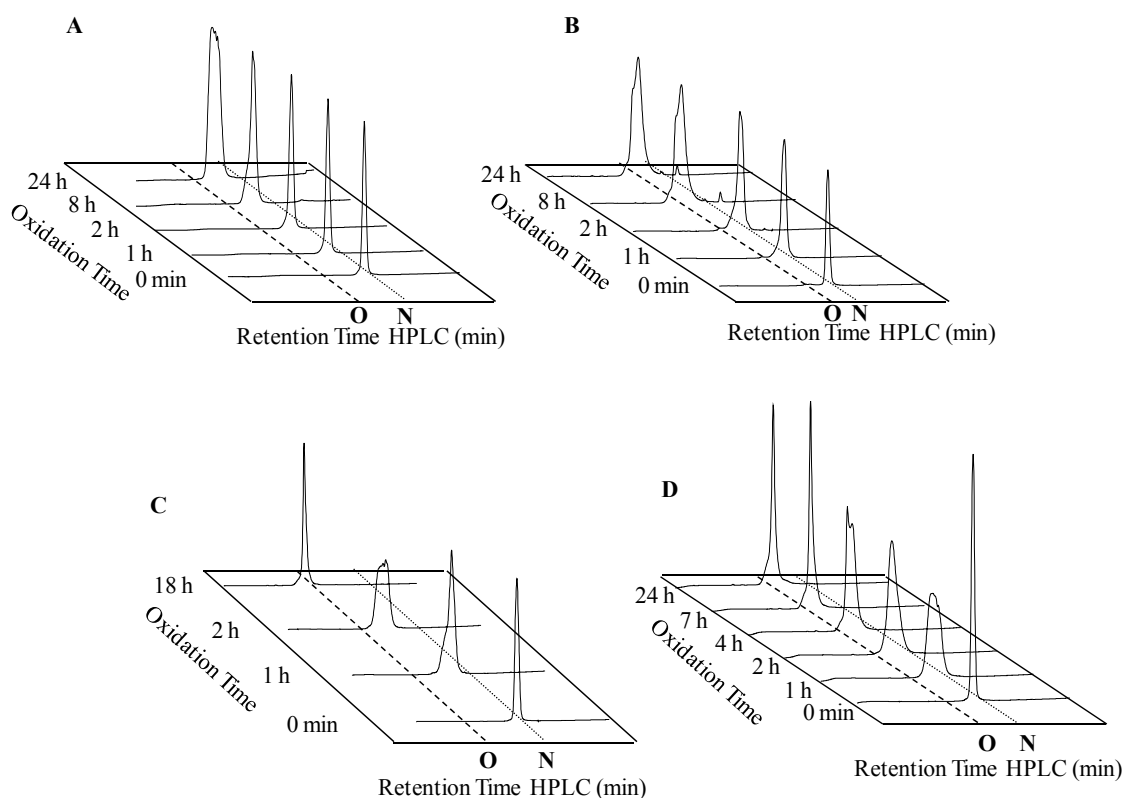 A
24 h
8 h
2 h
1 h
0 min
Oxidation Time
O N
Retention Time HPLC (min)
B
24 h
8 h
2 h
1 h
0 min
Oxidation Time
O N
Retention Time HPLC (min)
C
18 h
2 h
1 h
0 min
Oxidation Time
O N
Retention Time HPLC (min)
D
24 h
7 h
4 h
2 h
1 h
0 min
Oxidation Time
O N
Retention Time HPLC (min)